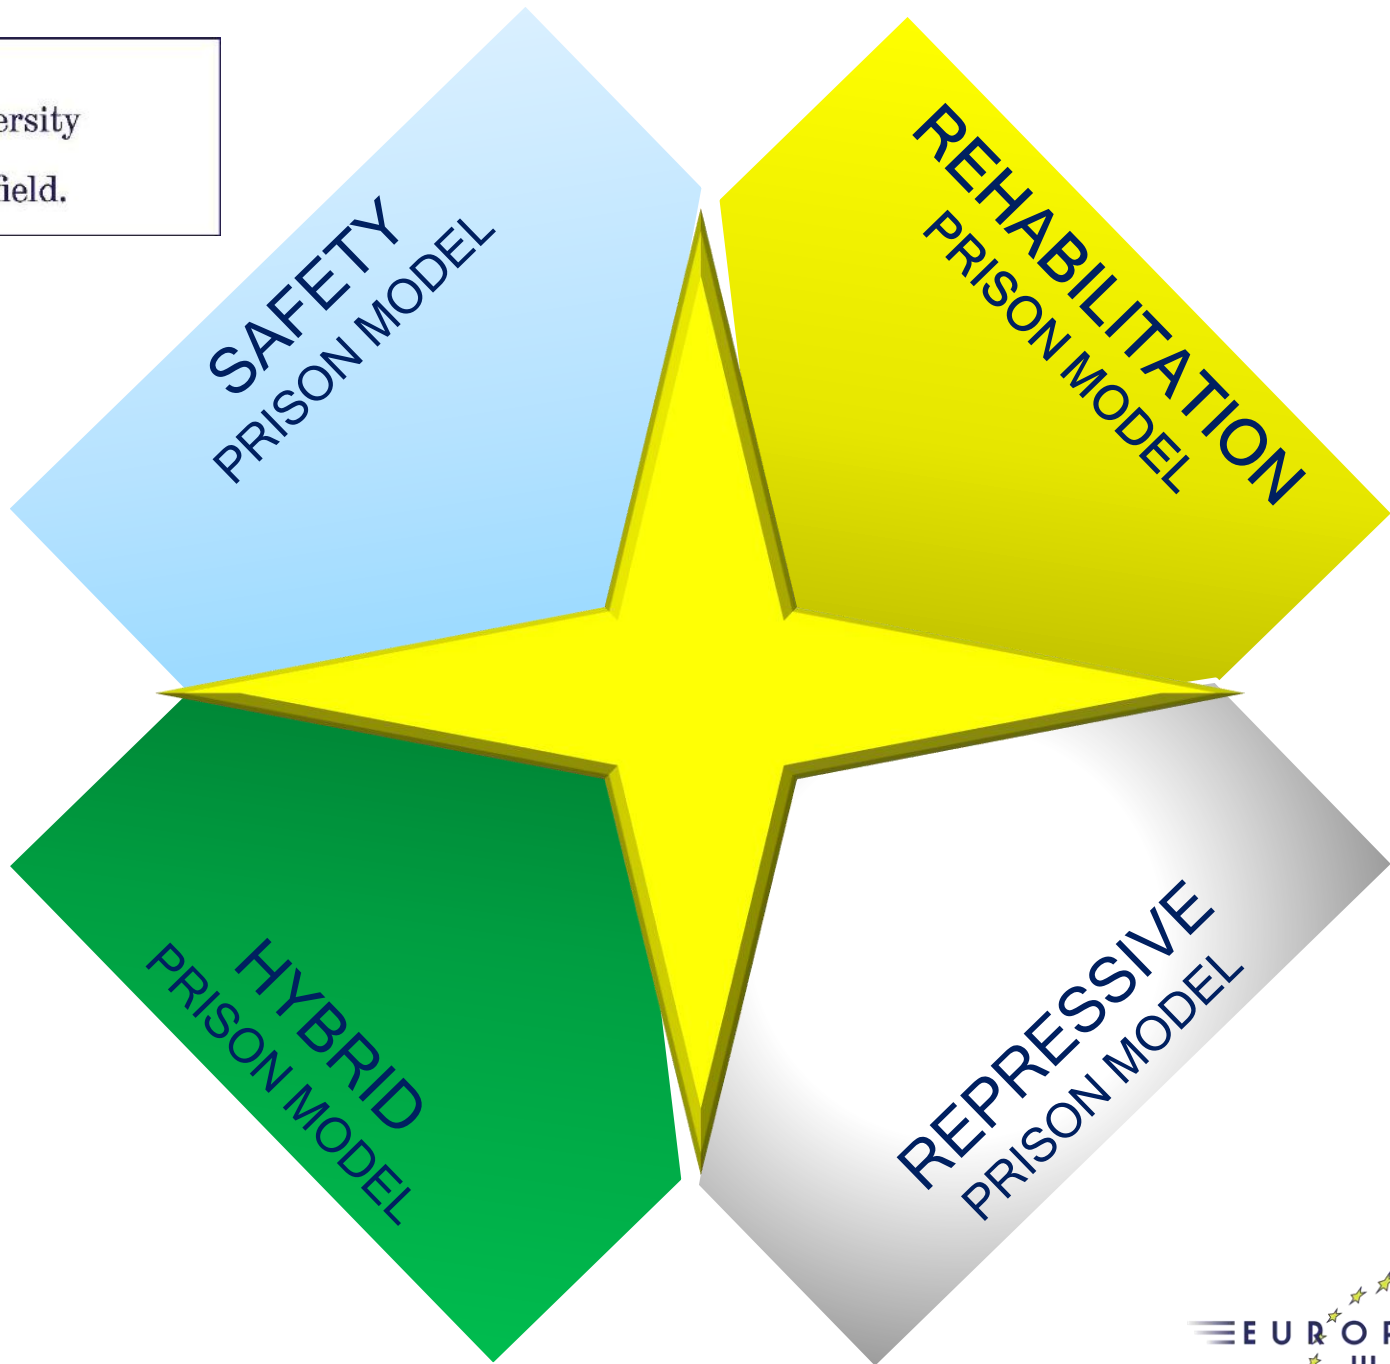 ersity
field.
SAFETY
PRISON MODEL
REHABILITATION
PRISON MODEL
HYBRID
PRISON MODEL
REPRESSIVE
PRISON MODEL
EURO